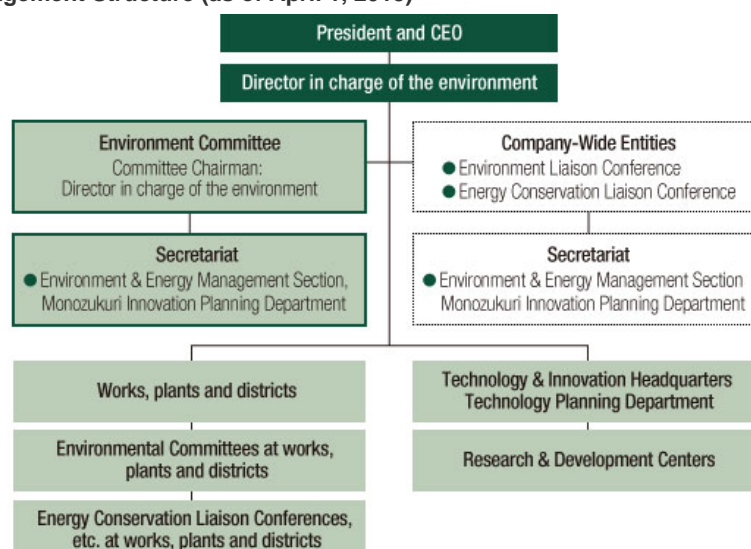 President and CEO
Director in charge of the environment
Environment Committee
Committee Chairman:
Director in charge of the environment
Company-Wide Entities
● Environment Liaison Conference
● Energy Conservation Liaison Conference
Secretariat
● Environment & Energy Management Section,
Monozukuri Innovation Planning Department
Secretariat
● Environment & Energy Management Section
Monozukuri Innovation Planning Department
Works, plants and districts
Technology & Innovation Headquarters
Technology Planning Department
Environmental Committees at works,
plants and districts
Research & Development Centers
Energy Conservation Liaison Conferences,
etc. at works, plants and districts